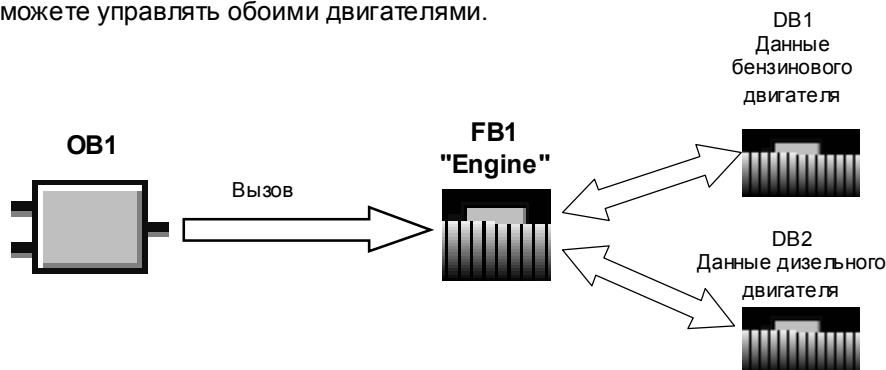 можете управлять обоими двигателями.
DB1
Данные
бензинового
двигателя
OB1
FB1
"Engine"
Вызов
DB2
Данные дизельного
двигателя